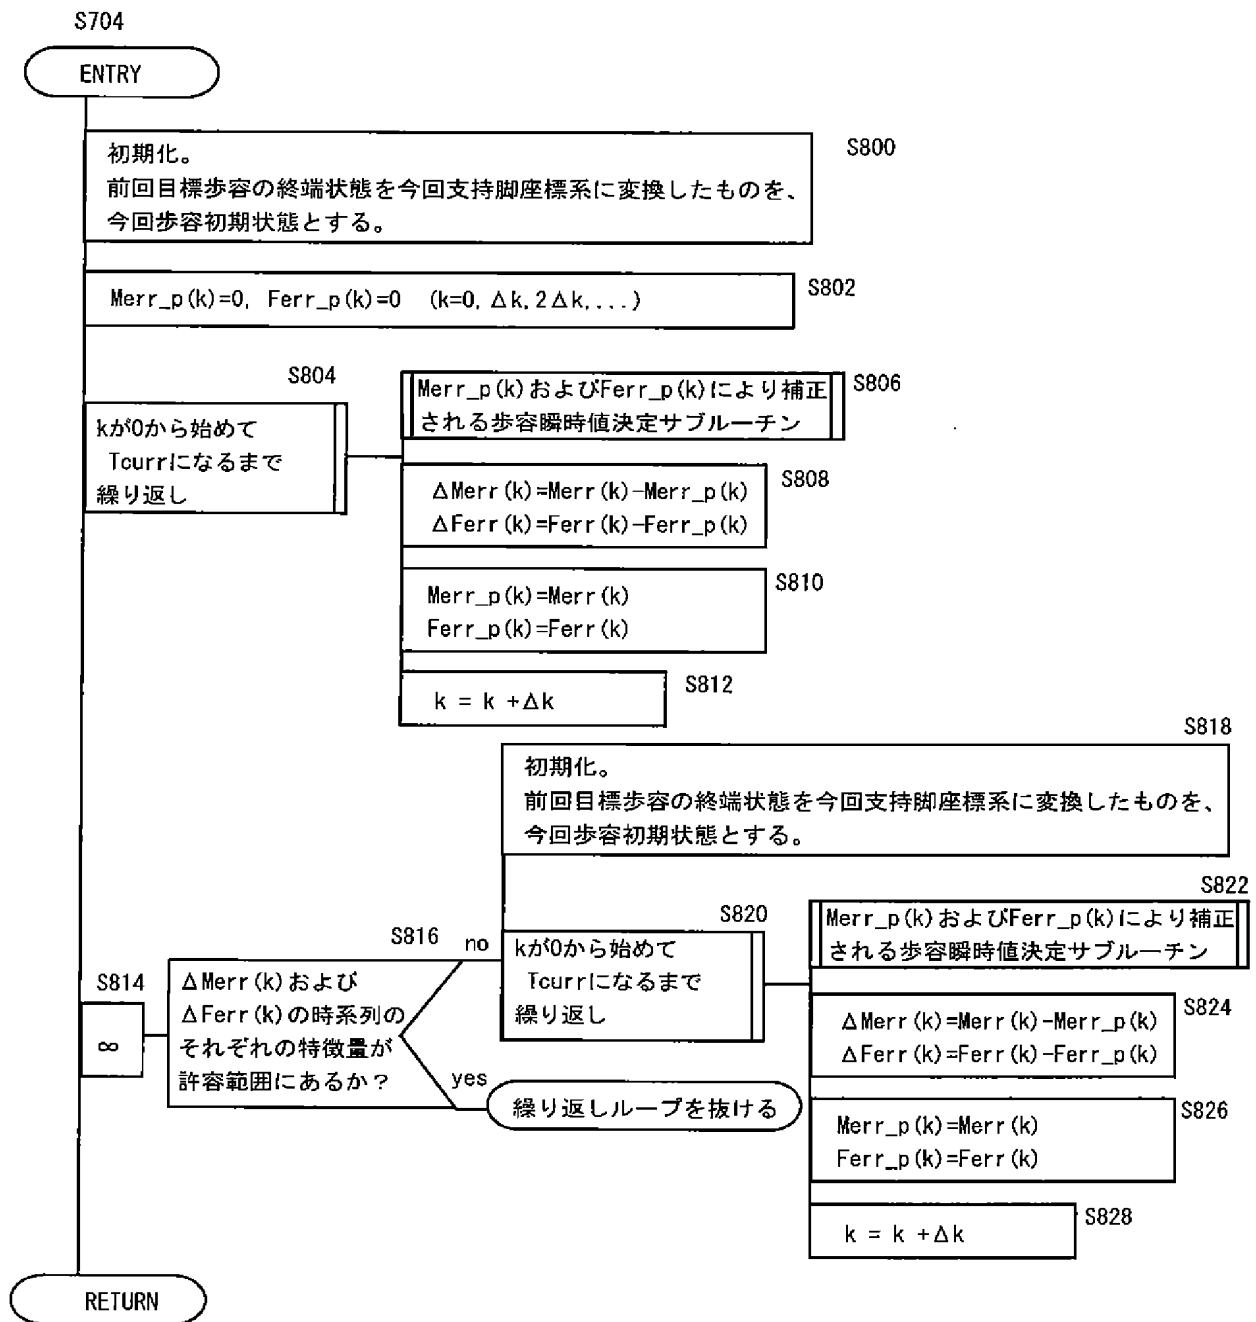 S704
ENTRY
S800
初期化。
前回目標歩容の終端状態を今回支持脚座標系に変換したものを、
今回歩容初期状態とする。
S802
Merr_p(k)=0, Ferr_p(k)=0 (k=0, Δk, 2Δk, ....)
S804
kが0から始めて
Tcurrになるまで
繰り返し
S806
Merr_p(k)およびFerr_p(k)により補正
される歩容瞬時値決定サブルーチン
S808
ΔMerr(k)=Merr(k)-Merr_p(k)
ΔFerr(k)=Ferr(k)-Ferr_p(k)
S810
Merr_p(k)=Merr(k)
Ferr_p(k)=Ferr(k)
S812
k = k +Δk
S818
初期化。
前回目標歩容の終端状態を今回支持脚座標系に変換したものを、
今回歩容初期状態とする。
S814
∞
S816
ΔMerr(k)および
ΔFerr(k)の時系列の
それぞれの特徴量が
許容範囲にあるか？
no
yes
繰り返しループを抜ける
S820
kが0から始めて
Tcurrになるまで
繰り返し
S822
Merr_p(k)およびFerr_p(k)により補正
される歩容瞬時値決定サブルーチン
S824
ΔMerr(k)=Merr(k)-Merr_p(k)
ΔFerr(k)=Ferr(k)-Ferr_p(k)
S826
Merr_p(k)=Merr(k)
Ferr_p(k)=Ferr(k)
S828
k = k +Δk
RETURN